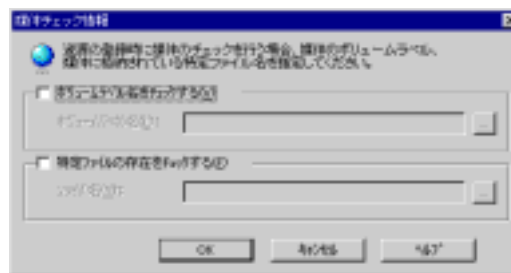 媒体チェック情報
資源の登録時に媒体のチェックを行う場合、媒体のボリュームラベル、
媒体に格納されている特定ファイル名を指定してください。
ボリュームラベル名をチェックする(V)
...
特定ファイルの存在をチェックする(F)
...
OK
キャンセル
ヘルプ